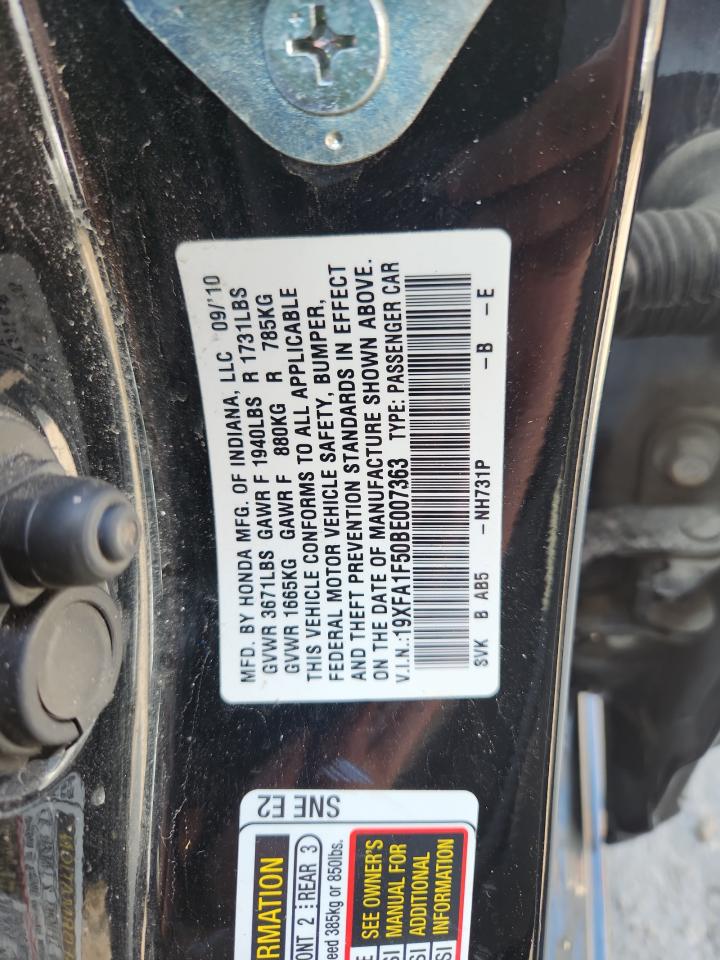 MFD. BY HONDA MFG. OF INDIANA, LLC 09/'10
GVWR 3671LBS GAWR F 1940LBS R 1731LBS
GVWR 1665KG GAWR F 880KG R 785KG
THIS VEHICLE CONFORMS TO ALL APPLICABLE
FEDERAL MOTOR VEHICLE SAFETY, BUMPER,
AND THEFT PREVENTION STANDARDS IN EFFECT
ON THE DATE OF MANUFACTURE SHOWN ABOVE.
V.I.N.:19XFA1F50BE007363 TYPE: PASSENGER CAR
SVK B AB5 -NH731P -B -E
SNE E2
RMATION
ONT 2 REAR 3
eed 385kg or 850lbs.
SEE OWNER'S
MANUAL FOR
ADDITIONAL
INFORMATION